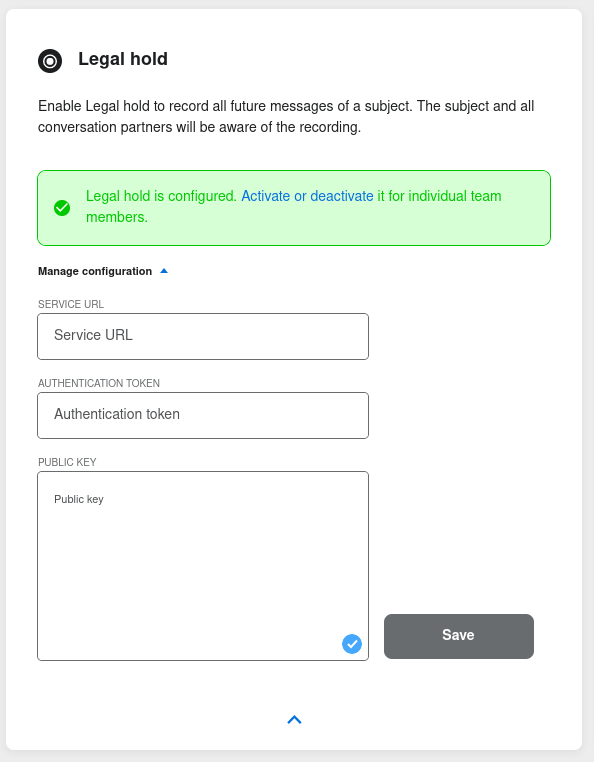 Legal hold
Enable Legal hold to record all future messages of a subject. The subject and all
conversation partners will be aware of the recording.
Legal hold is configured. Activate or deactivate it for individual team
members.
Manage configuration
SERVICE URL
Service URL
AUTHENTICATION TOKEN
Authentication token
PUBLIC KEY
Public key
Save